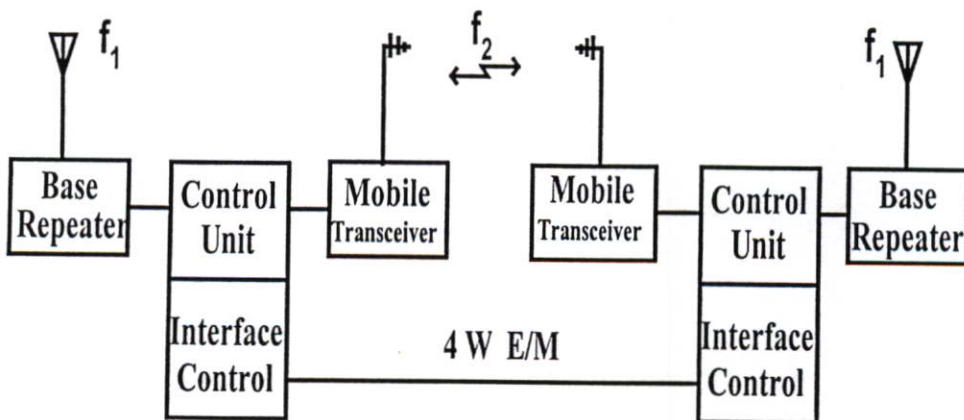 f1
f2
f1
Base
Repeater
Control
Unit
Mobile
Transceiver
Mobile
Transceiver
Control
Unit
Base
Repeater
Interface
Control
4 W E/M
Interface
Control